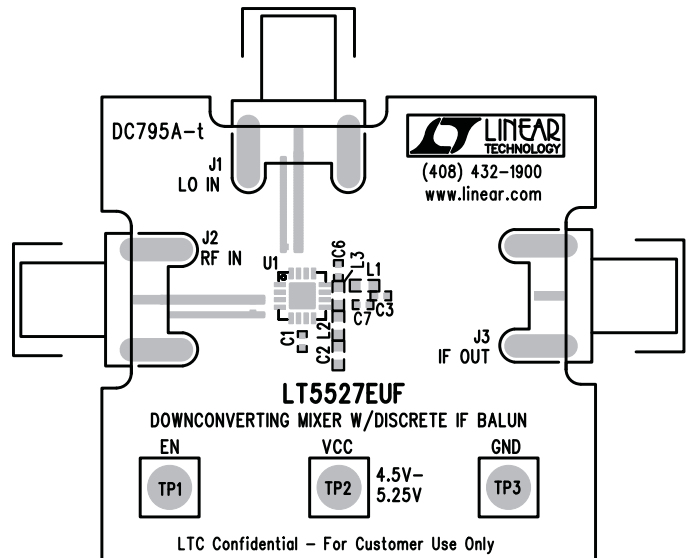 DC795A-t
LINEAR
TECHNOLOGY
(408) 432-1900
www.linear.com
J1
LO IN
J2
RF IN
U1
C6
L3
L1
C3
C7
C1
C2 L2
J3
IF OUT
LT5527EUF
DOWNCONVERTING MIXER W/DISCRETE IF BALUN
EN
VCC
GND
TP1
TP2
4.5V-
5.25V
TP3
LTC Confidential – For Customer Use Only